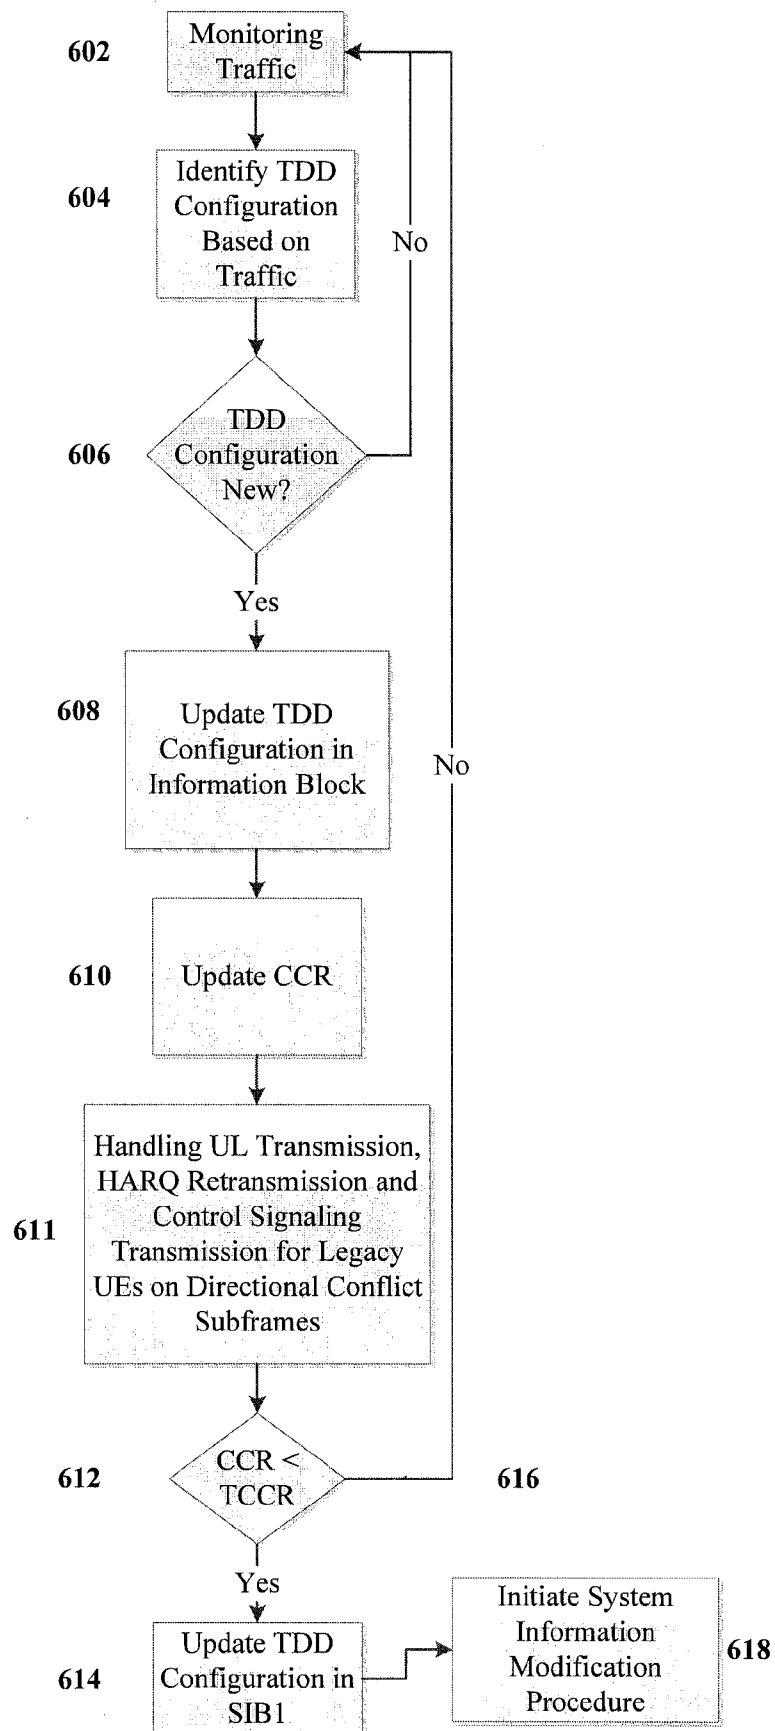 602
Monitoring
Traffic
604
Identify TDD
Configuration
Based on
Traffic
No
606
TDD
Configuration
New?
Yes
608
Update TDD
Configuration in
Information Block
No
610
Update CCR
611
Handling UL Transmission,
HARQ Retransmission and
Control Signaling
Transmission for Legacy
UEs on Directional Conflict
Subframes
612
CCR <
TCCR
616
Yes
614
Update TDD
Configuration in
SIB1
Initiate System
Information
Modification
Procedure
618